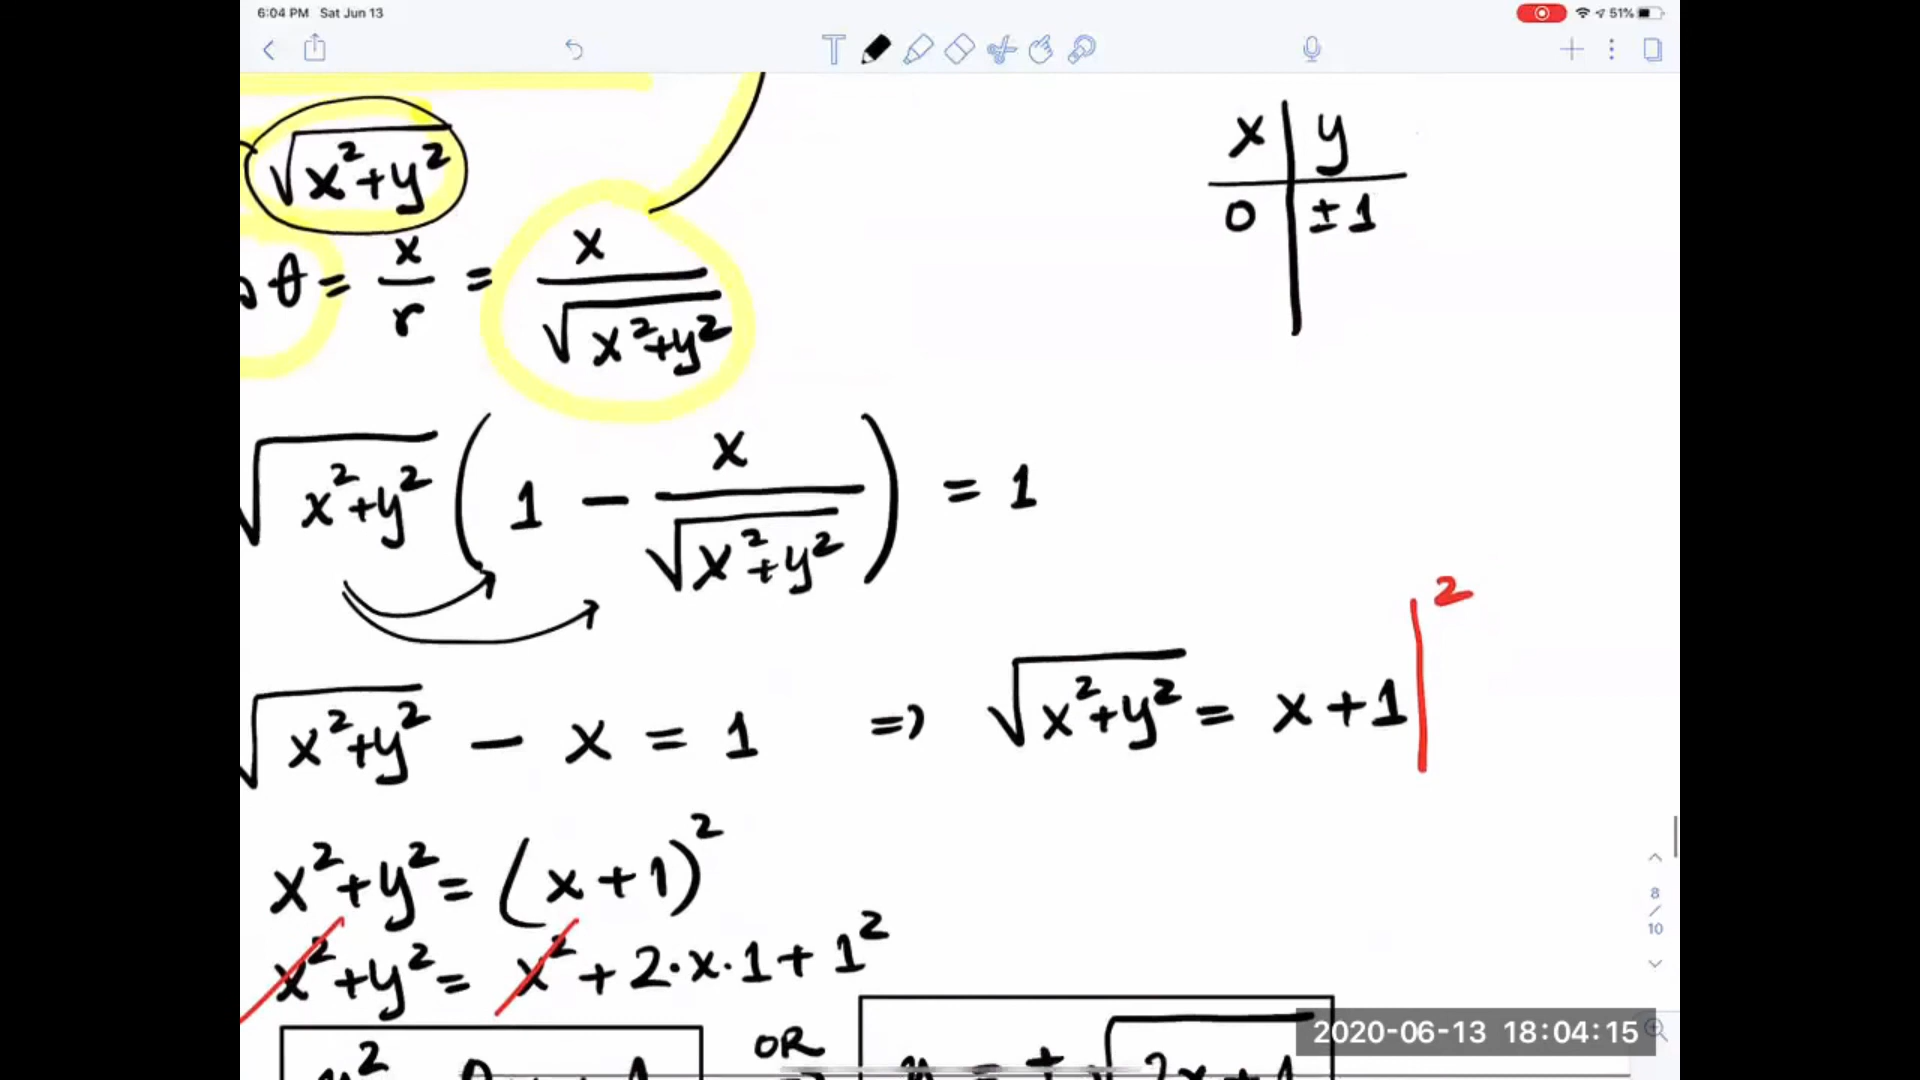 6:04 PM Sat Jun 13
51%
T
√(x²+y²)
x | y
0 | ±1
θ = x/r = x/√(x²+y²)
√(x²+y²) (1 − x/√(x²+y²)) = 1
√(x²+y²) − x = 1 => √(x²+y²) = x+1 | ²
x²+y² = (x+1)²
x²+y² = x² + 2·x·1 + 1²
OR
8
/
10
2020-06-13 18:04:15